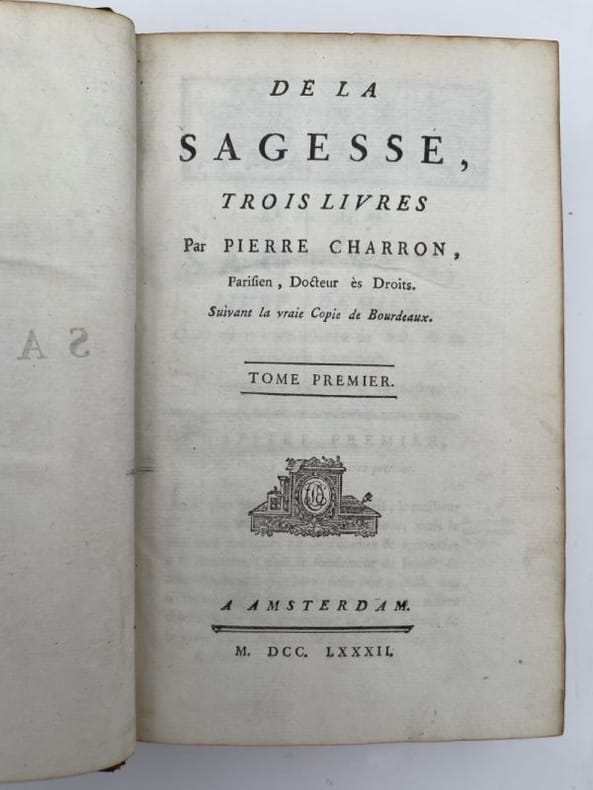 DE LA
SAGESSE,
TROIS LIVRES
Par PIERRE CHARRON,
Parisien, Docteur ès Droits.
Suivant la vraie Copie de Bourdeaux.
TOME PREMIER.
A AMSTERDAM.
M. DCC. LXXXII.